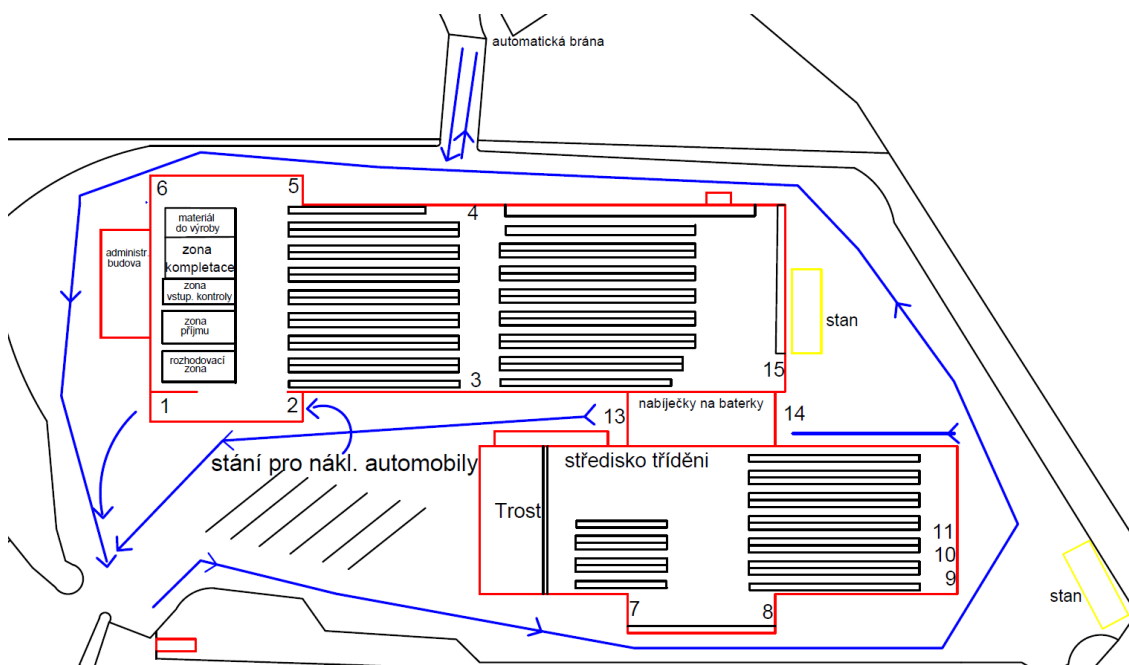 automatická brána
6
5
4
materiál
do výroby
administr.
budova
zona
kompletace
zona
vstup. kontroly
zona
příjmu
rozhodovací
zona
stan
3
15
1
2
nabíječky na baterky
13
14
stání pro nákl. automobily
středisko tříděni
Trost
11
10
9
7
8
stan